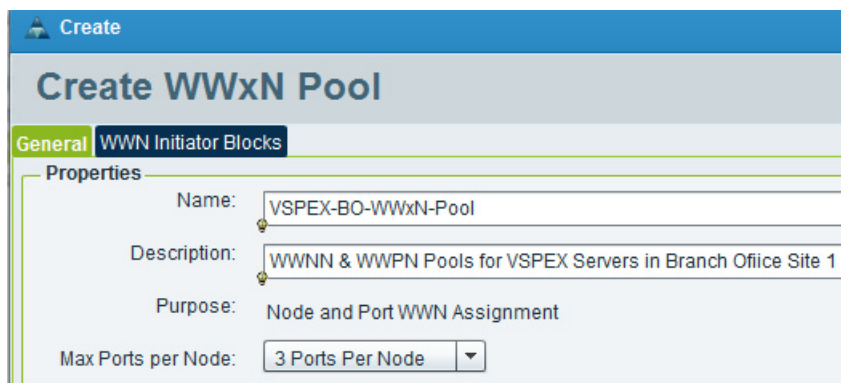 Create
Create WWxN Pool
General WWN Initiator Blocks
Properties
Name: VSPEX-BO-WWxN-Pool
Description: WWNN & WWPN Pools for VSPEX Servers in Branch Ofiice Site 1
Purpose: Node and Port WWN Assignment
Max Ports per Node: 3 Ports Per Node